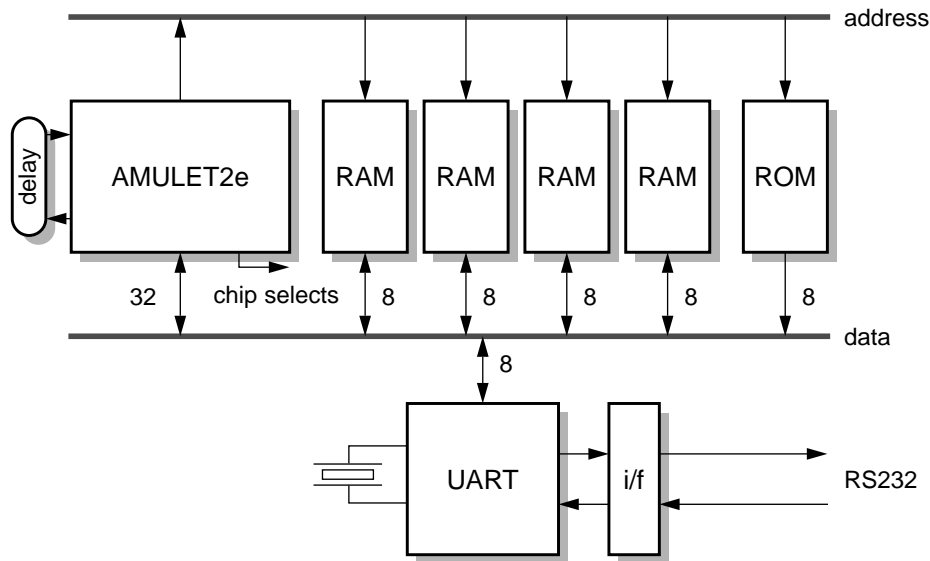 address
delay
AMULET2e
RAM
RAM
RAM
RAM
ROM
32
chip selects
8
8
8
8
8
data
8
UART
i/f
RS232